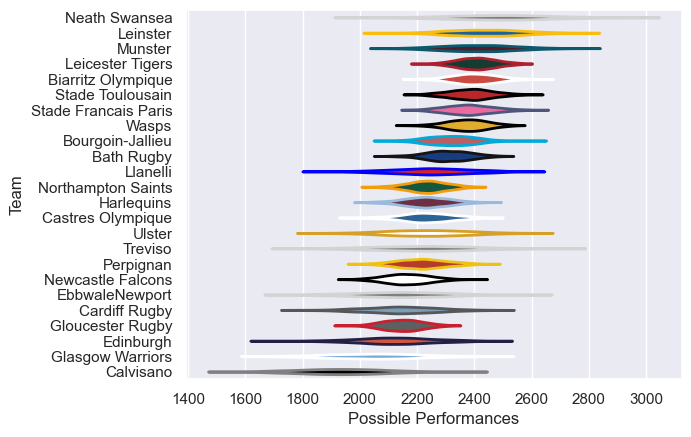 Neath Swansea
Leinster
Munster
Leicester Tigers
Biarritz Olympique
Stade Toulousain
Stade Francais Paris
Wasps
Bourgoin-Jallieu
Bath Rugby
Llanelli
Northampton Saints
Harlequins
Castres Olympique
Ulster
Treviso
Perpignan
Newcastle Falcons
EbbwaleNewport
Cardiff Rugby
Gloucester Rugby
Edinburgh
Glasgow Warriors
Calvisano
Team
1400 1600 1800 2000 2200 2400 2600 2800 3000
Possible Performances